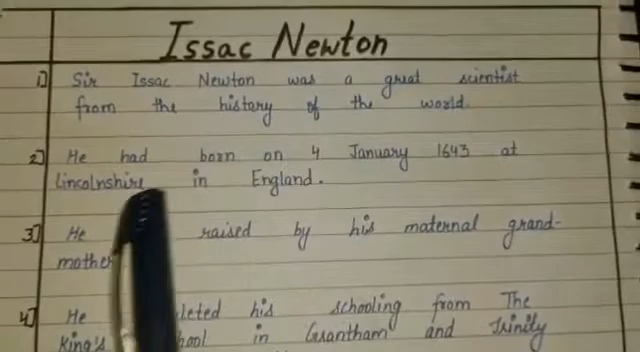 Issac Newton
1] Sir Issac Newton was a great scientist
from the history of the world.
2] He had born on 4 January 1643 at
Lincolnshire in England.
3] He raised by his maternal grand-
mother
4] He his schooling from The
King's in Grantham and Trinity